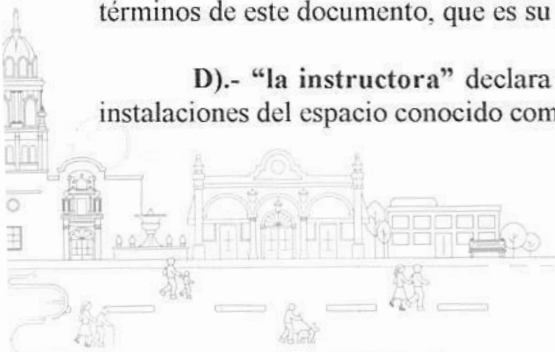 términos de este documento, que es su
D).- “la instructora” declara
instalaciones del espacio conocido com